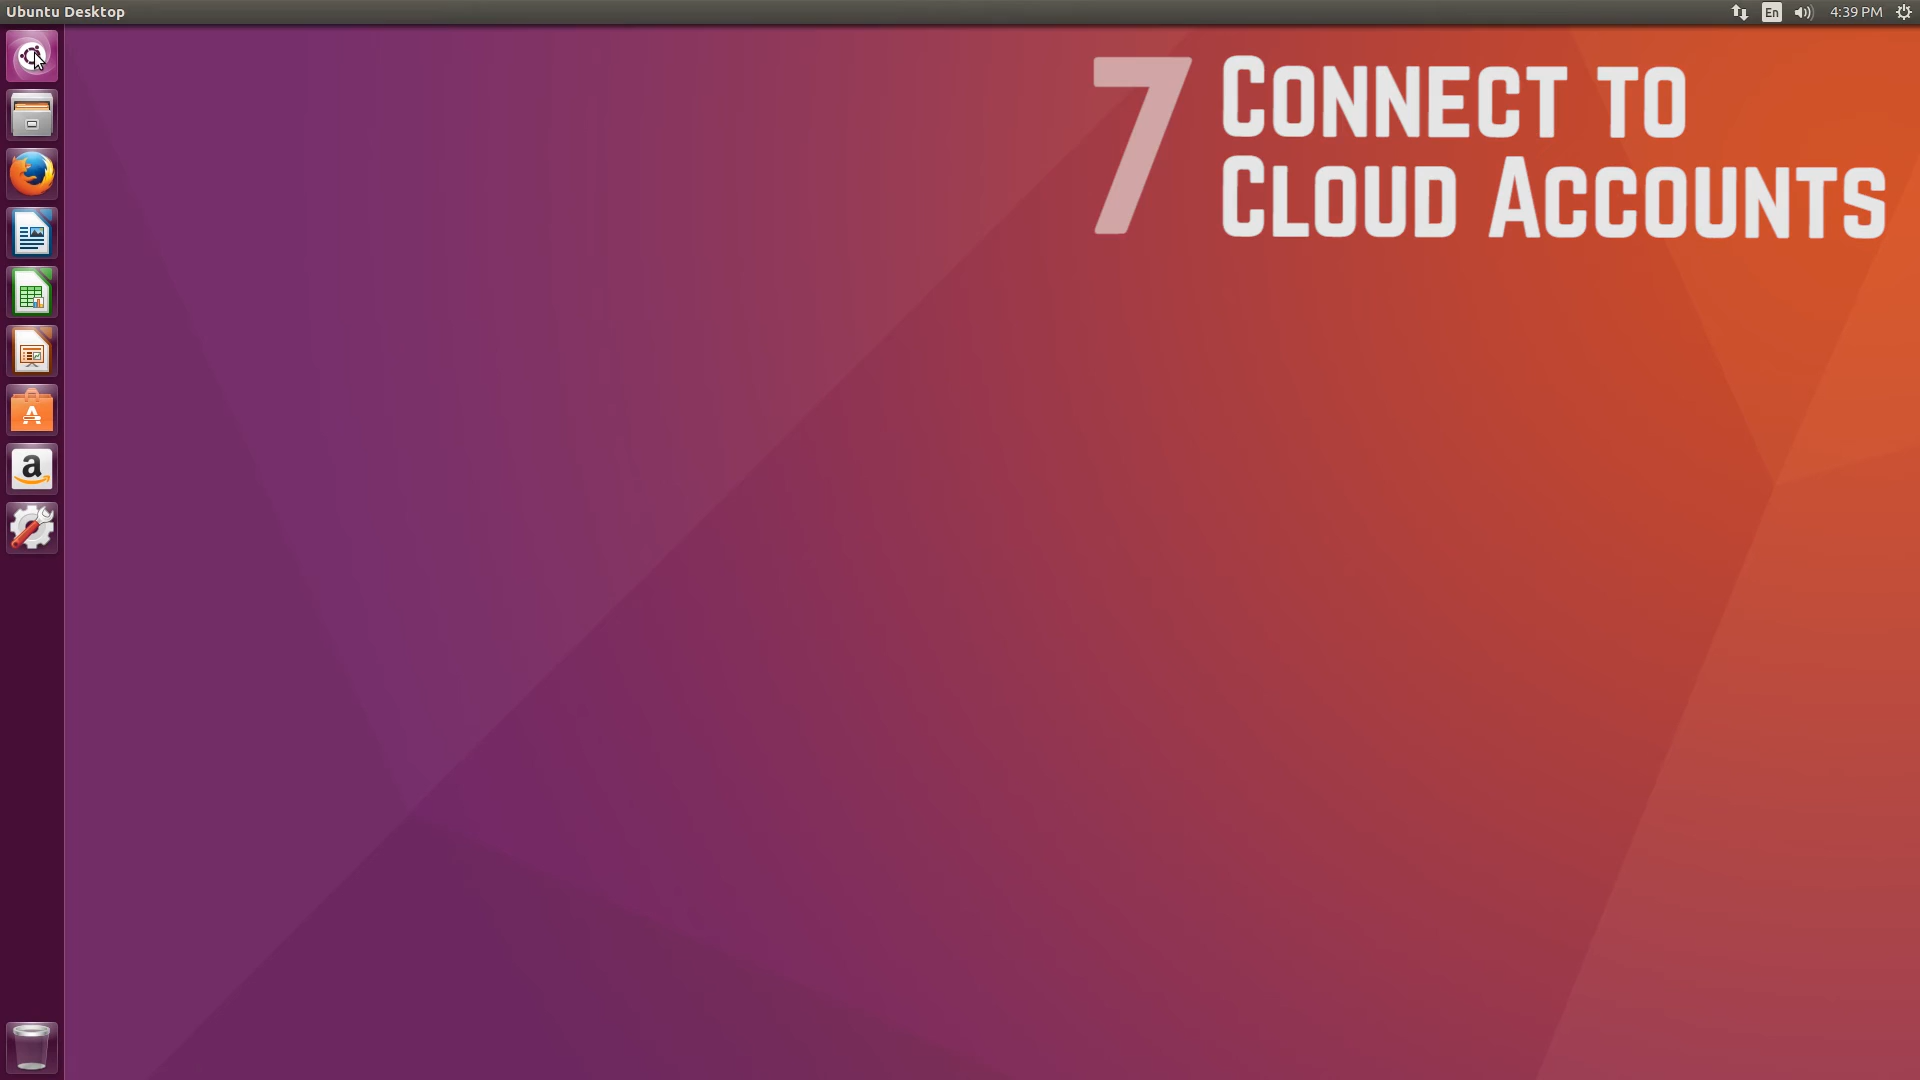 Ubuntu Desktop
En
4:39 PM
7
CONNECT TO
CLOUD ACCOUNTS
A
a